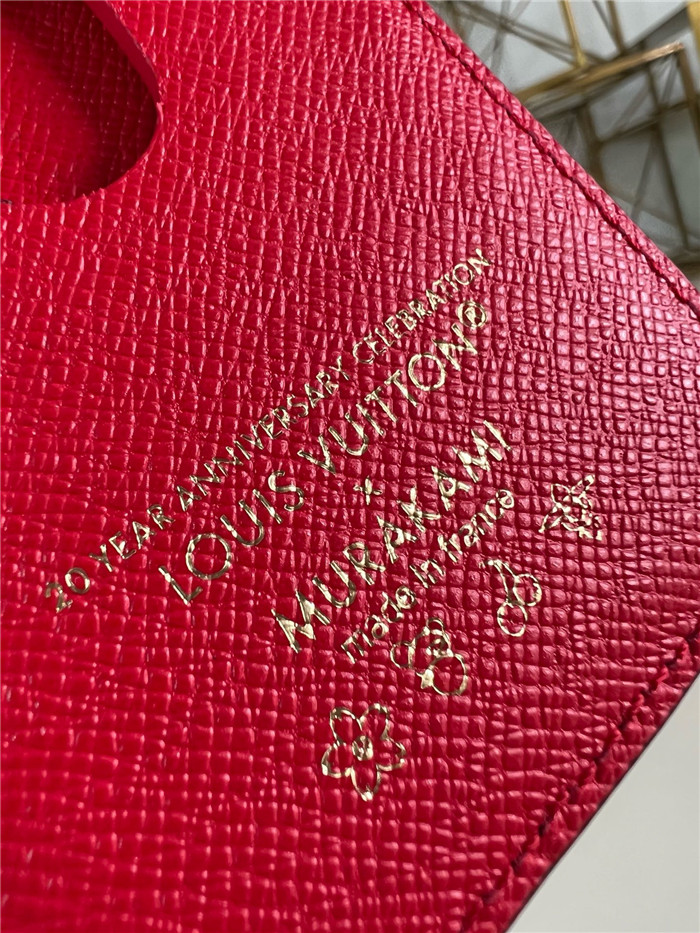 20 YEAR ANNIVERSARY CELEBRATION
LOUIS VUITTON®
×
MURAKAMI
made in france